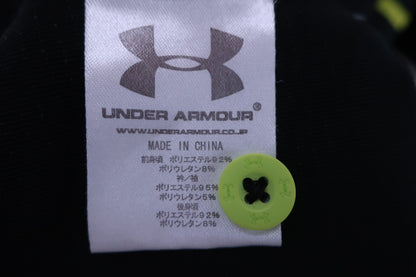 UNDER ARMOUR®
WWW.UNDERARMOUR.CO.JP
MADE IN CHINA
前身頃 ポリエステル92%
ポリウレタン8%
衿／袖
ポリエステル95%
ポリウレタン5%
後身頃
ポリエステル92%
ポリウレタン8%